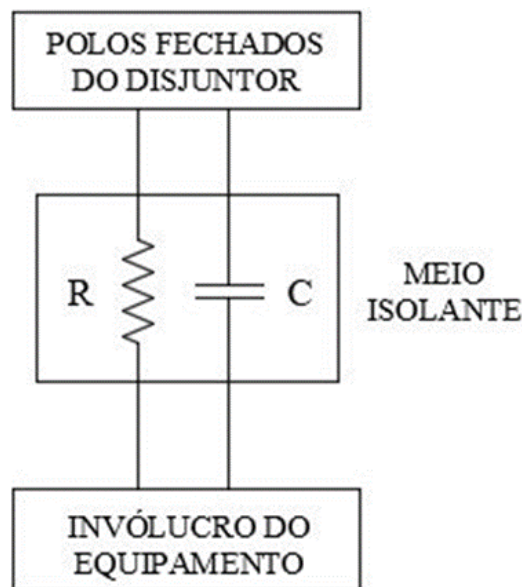 POLOS FECHADOS
DO DISJUNTOR
R
C
MEIO
ISOLANTE
INVÓLUCRO DO
EQUIPAMENTO